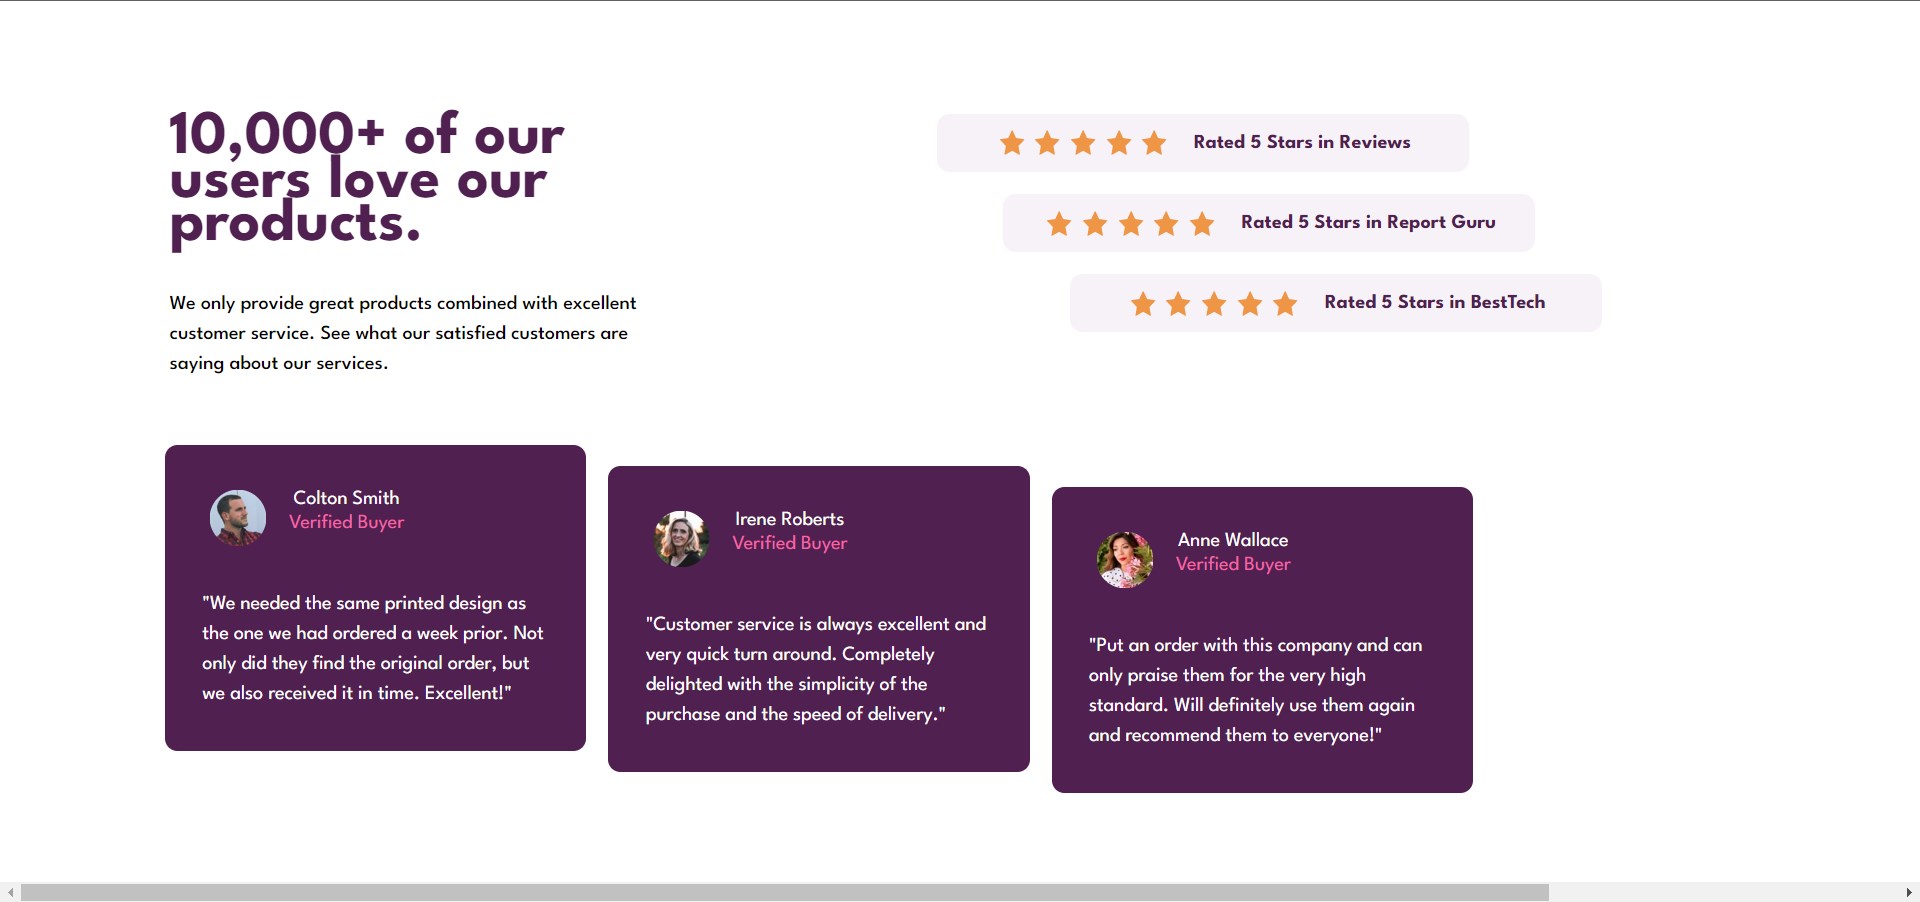 10,000+ of our
users love our
products.
We only provide great products combined with excellent
customer service. See what our satisfied customers are
saying about our services.
Rated 5 Stars in Reviews
Rated 5 Stars in Report Guru
Rated 5 Stars in BestTech
Colton Smith
Verified Buyer
"We needed the same printed design as
the one we had ordered a week prior. Not
only did they find the original order, but
we also received it in time. Excellent!"
Irene Roberts
Verified Buyer
"Customer service is always excellent and
very quick turn around. Completely
delighted with the simplicity of the
purchase and the speed of delivery."
Anne Wallace
Verified Buyer
"Put an order with this company and can
only praise them for the very high
standard. Will definitely use them again
and recommend them to everyone!"